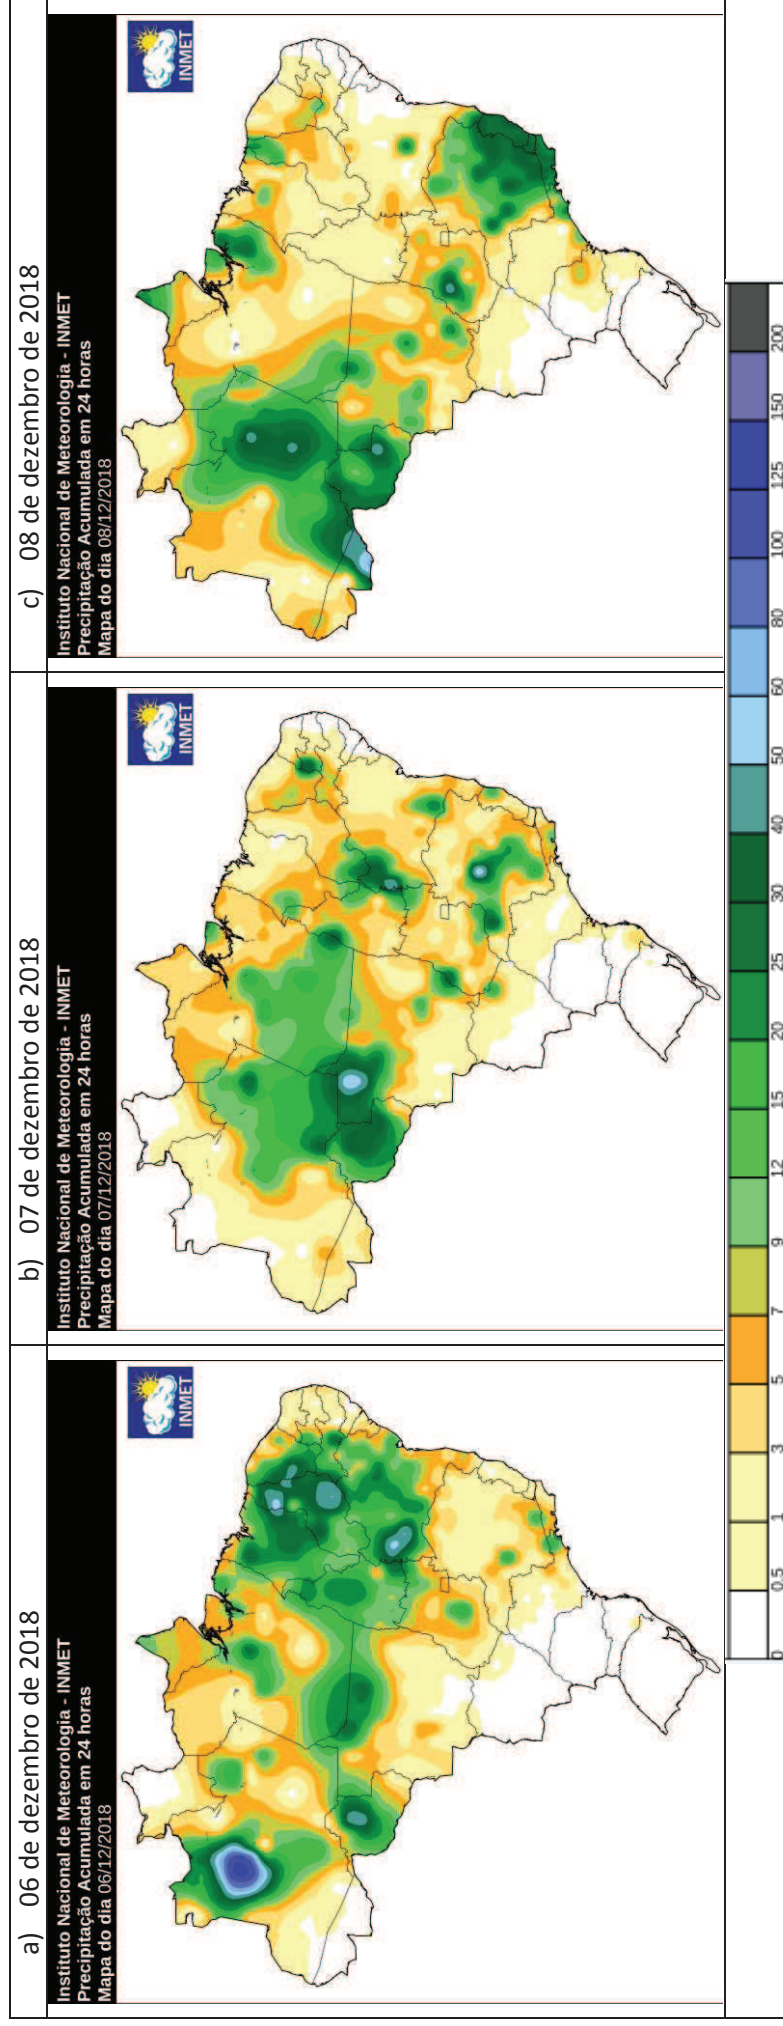 a) 06 de dezembro de 2018
Instituto Nacional de Meteorologia - INMET
Precipitação Acumulada em 24 horas
Mapa do dia 06/12/2018
INMET
b) 07 de dezembro de 2018
Instituto Nacional de Meteorologia - INMET
Precipitação Acumulada em 24 horas
Mapa do dia 07/12/2018
INMET
c) 08 de dezembro de 2018
Instituto Nacional de Meteorologia - INMET
Precipitação Acumulada em 24 horas
Mapa do dia 08/12/2018
INMET
0 0.5 1 3 5 7 9 12 15 20 25 30 40 50 60 80 100 125 150 200